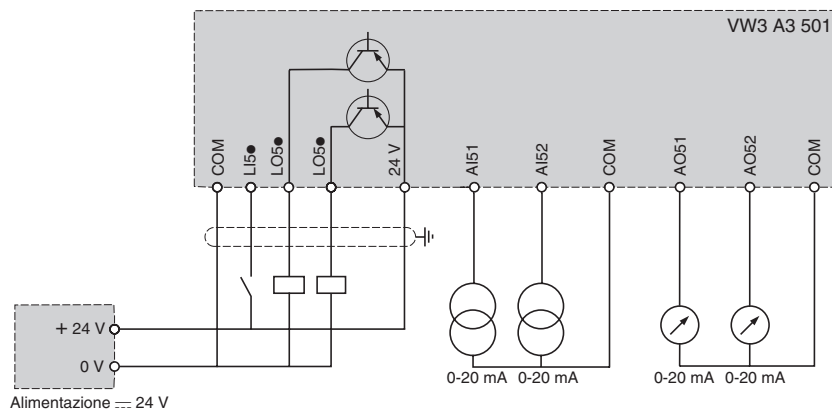 VW3 A3 501
COM
LI5●
LO5●
LO5●
24 V
AI51
AI52
COM
AO51
AO52
COM
+ 24 V
0 V
0-20 mA 0-20 mA
0-20 mA 0-20 mA
Alimentazione ⎓ 24 V